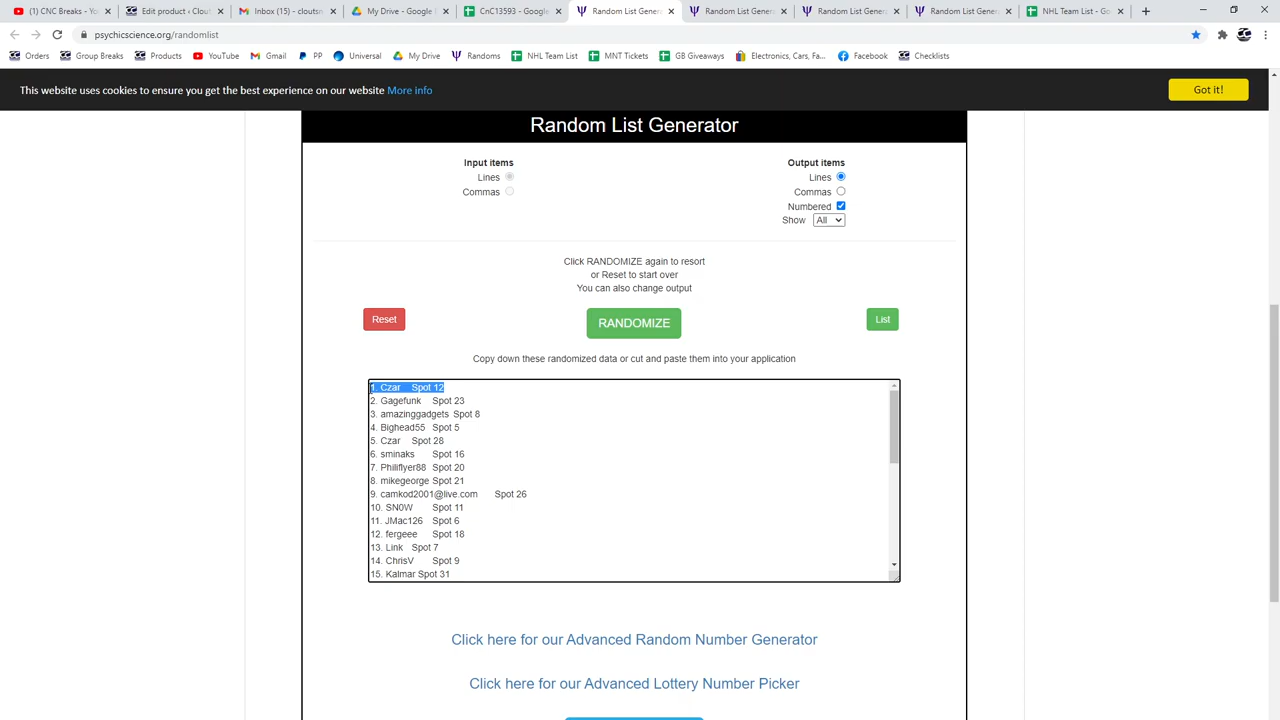 (1) CNC Breaks - Yo
Edit product ‹ Clout
Inbox (15) - cloutsn
My Drive - Google
CnC13593 - Google
Random List Gener
Random List Genera
Random List Genera
Random List Genera
NHL Team List - Go
psychicscience.org/randomlist
Orders
Group Breaks
Products
YouTube
Gmail
PP
Universal
My Drive
Randoms
NHL Team List
MNT Tickets
GB Giveaways
Electronics, Cars, Fa...
Facebook
Checklists
This website uses cookies to ensure you get the best experience on our website More info
Got it!
Random List Generator
Input items
Lines
Commas
Output items
Lines
Commas
Numbered
Show All
Click RANDOMIZE again to resort
or Reset to start over
You can also change output
Reset
RANDOMIZE
List
Copy down these randomized data or cut and paste them into your application
1. Czar Spot 12
2. Gagefunk Spot 23
3. amazinggadgets Spot 8
4. Bighead55 Spot 5
5. Czar Spot 28
6. sminaks Spot 16
7. Philiflyer88 Spot 20
8. mikegeorge Spot 21
9. camkod2001@live.com Spot 26
10. SN0W Spot 11
11. JMac126 Spot 6
12. fergeee Spot 18
13. Link Spot 7
14. ChrisV Spot 9
15. Kalmar Spot 31
Click here for our Advanced Random Number Generator
Click here for our Advanced Lottery Number Picker